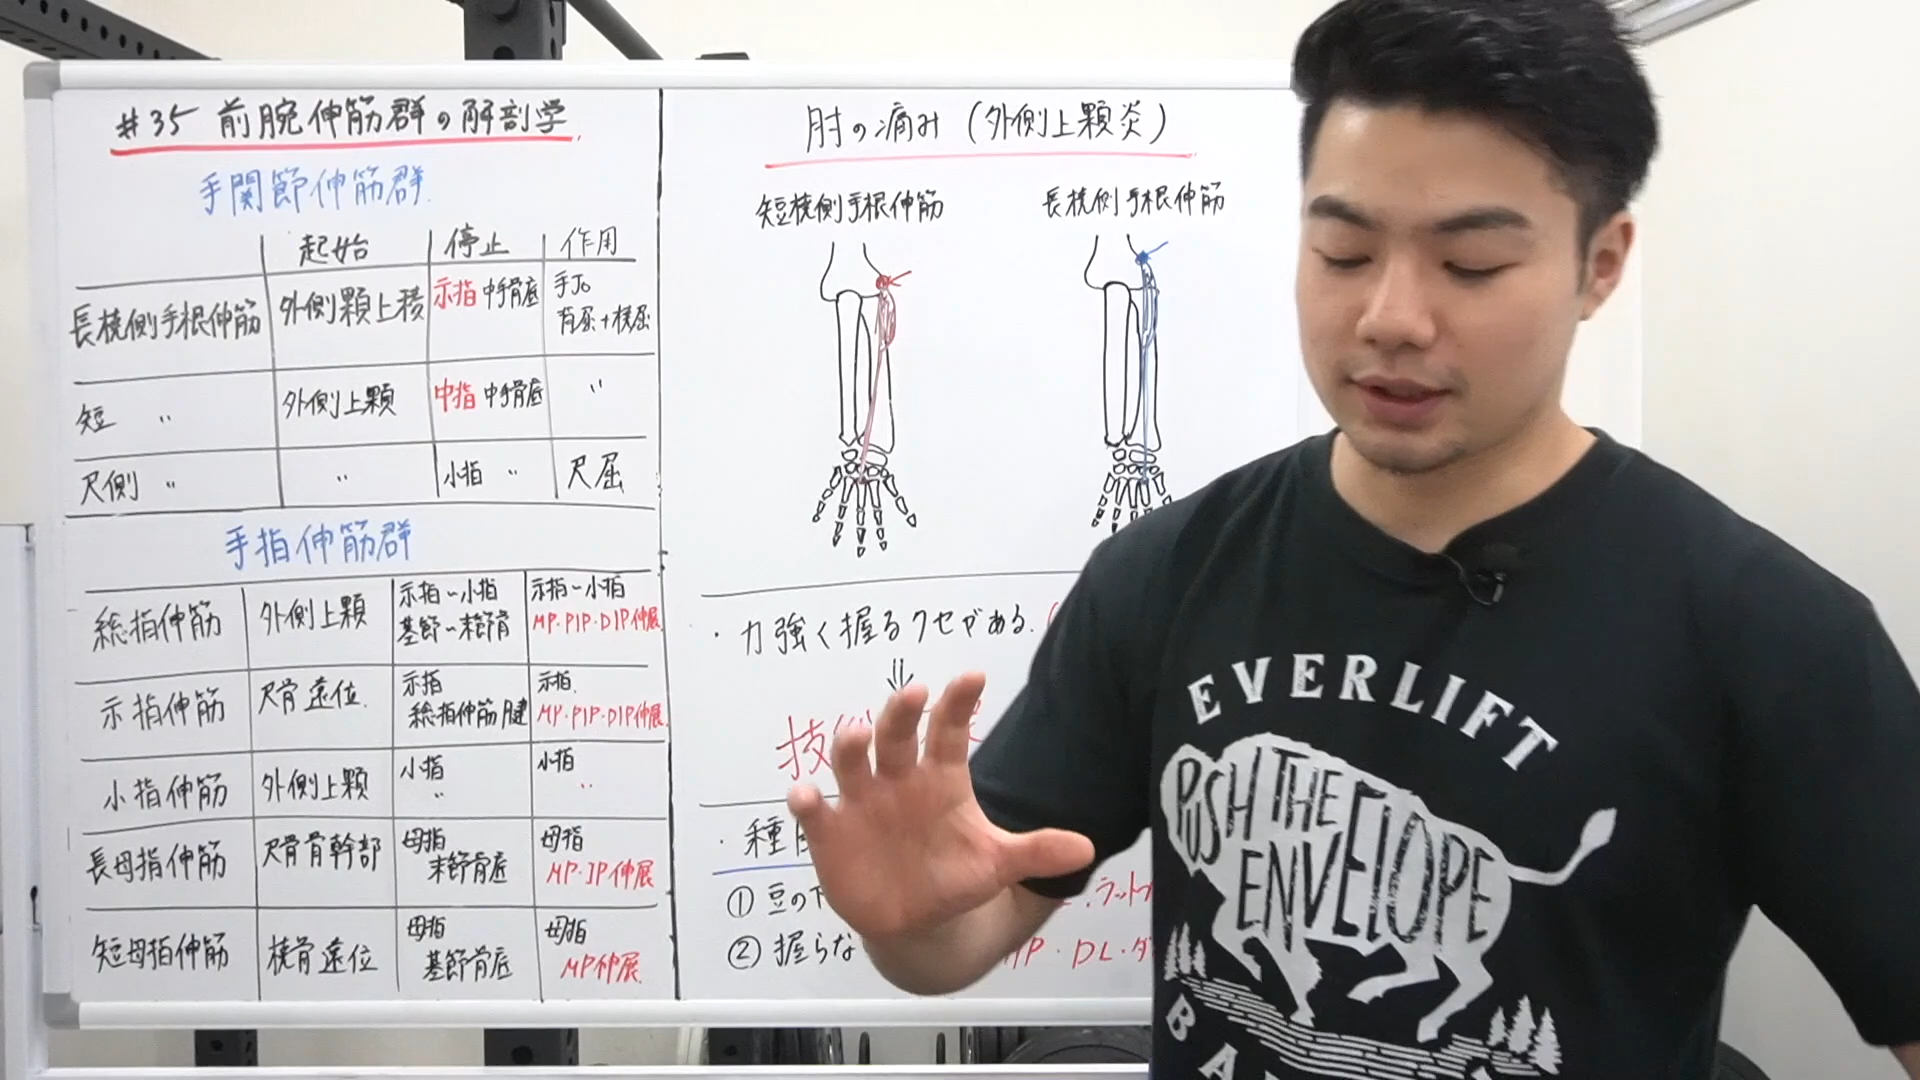 #35 前腕伸筋群の解剖学
手関節伸筋群
起始 停止 作用
長橈側手根伸筋 外側顆上稜 示指 中手骨底 手Jo 背屈+橈屈
短 〃 外側上顆 中指 中手骨底 〃
尺側 〃 〃 小指 〃 尺屈
手指伸筋群
総指伸筋 外側上顆 示指~小指 基節~末節骨 示指~小指 MP・PIP・DIP伸展
示指伸筋 尺骨遠位 示指 総指伸筋腱 示指 MP・PIP・DIP伸展
小指伸筋 外側上顆 小指 〃 小指 〃
長母指伸筋 尺骨骨幹部 母指 末節骨底 母指 MP・IP伸展
短母指伸筋 橈骨遠位 母指 基節骨底 母指 MP伸展
肘の痛み(外側上顆炎)
短橈側手根伸筋 長橈側手根伸筋
・力強く握るクセがある.
⇓
技
・種
① 豆の下
② 握らな
DL・
EVERLIFT
PUSH THE
ENVELOPE